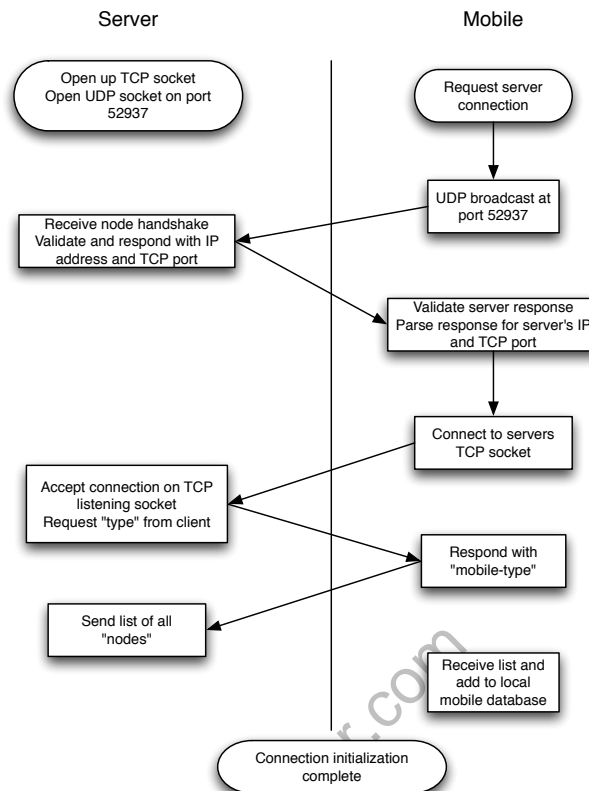 Server
Mobile
Open up TCP socket
Open UDP socket on port
52937
Request server
connection
UDP broadcast at
port 52937
Receive node handshake
Validate and respond with IP
address and TCP port
Validate server response
Parse response for server's IP
and TCP port
Connect to servers
TCP socket
Accept connection on TCP
listening socket
Request "type" from client
Respond with
"mobile-type"
Send list of all
"nodes"
Receive list and
add to local
mobile database
Connection initialization
complete
r.com